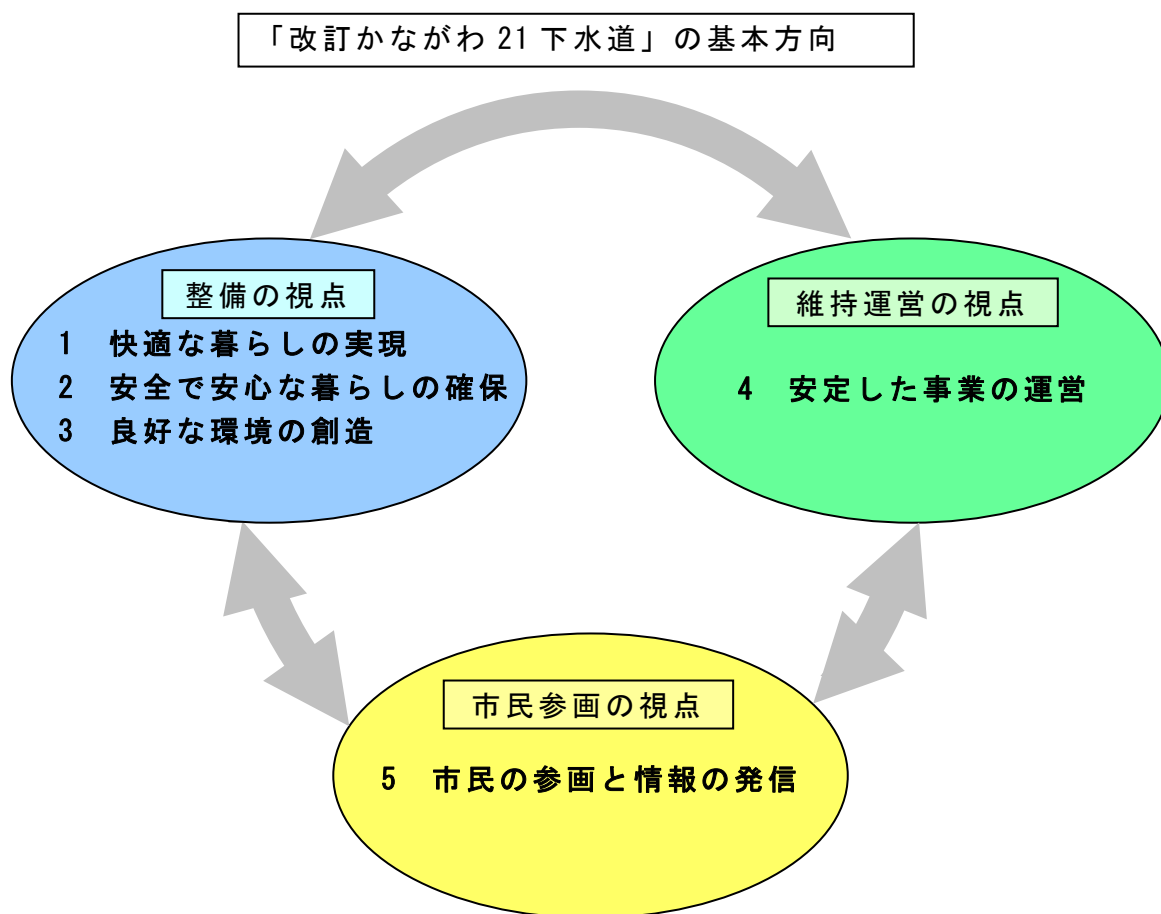 「改訂かながわ 21 下水道」の基本方向
整備の視点
1 快適な暮らしの実現
2 安全で安心な暮らしの確保
3 良好な環境の創造
維持運営の視点
4 安定した事業の運営
市民参画の視点
5 市民の参画と情報の発信